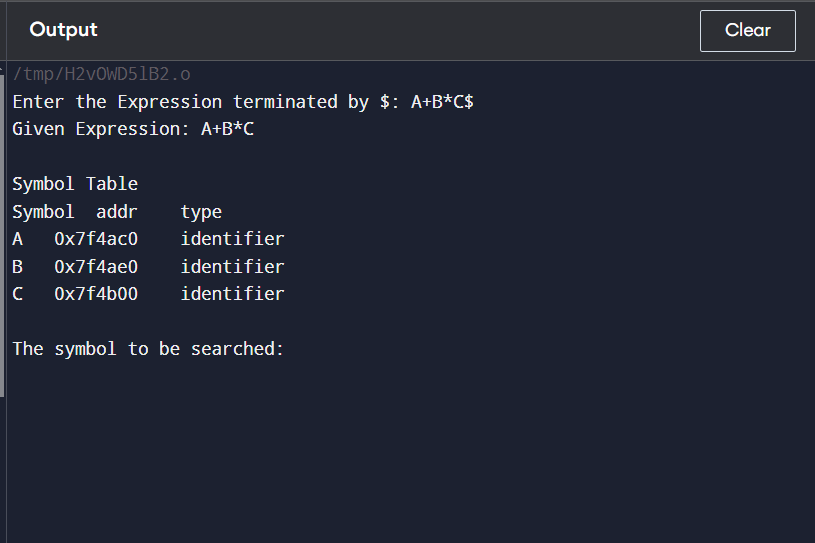 Output
Clear
/tmp/H2vOWD5lB2.o
Enter the Expression terminated by $: A+B*C$
Given Expression: A+B*C
Symbol Table
Symbol addr type
A 0x7f4ac0 identifier
B 0x7f4ae0 identifier
C 0x7f4b00 identifier
The symbol to be searched: